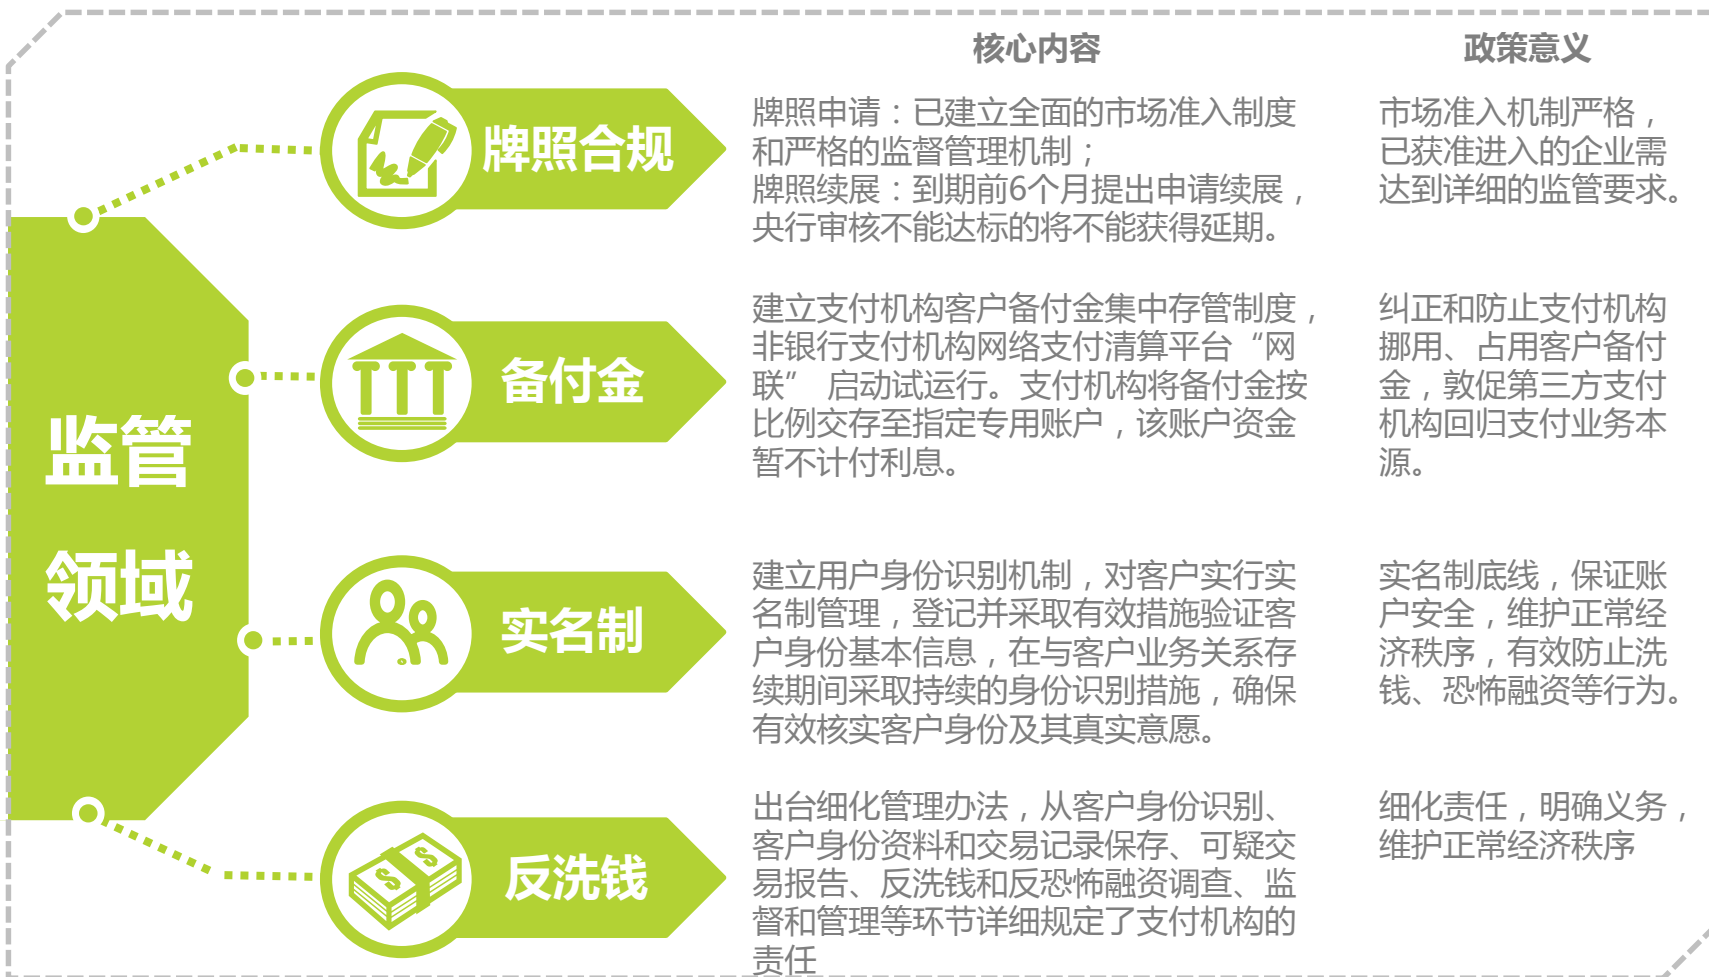 核心内容
政策意义
监管
领域
牌照合规
牌照申请：已建立全面的市场准入制度
和严格的监督管理机制；
牌照续展：到期前6个月提出申请续展，
央行审核不能达标的将不能获得延期。
市场准入机制严格，
已获准进入的企业需
达到详细的监管要求。
备付金
建立支付机构客户备付金集中存管制度，
非银行支付机构网络支付清算平台“网
联” 启动试运行。支付机构将备付金按
比例交存至指定专用账户，该账户资金
暂不计付利息。
纠正和防止支付机构
挪用、占用客户备付
金，敦促第三方支付
机构回归支付业务本
源。
实名制
建立用户身份识别机制，对客户实行实
名制管理，登记并采取有效措施验证客
户身份基本信息，在与客户业务关系存
续期间采取持续的身份识别措施，确保
有效核实客户身份及其真实意愿。
实名制底线，保证账
户安全，维护正常经
济秩序，有效防止洗
钱、恐怖融资等行为。
反洗钱
出台细化管理办法，从客户身份识别、
客户身份资料和交易记录保存、可疑交
易报告、反洗钱和反恐怖融资调查、监
督和管理等环节详细规定了支付机构的
责任
细化责任，明确义务，
维护正常经济秩序